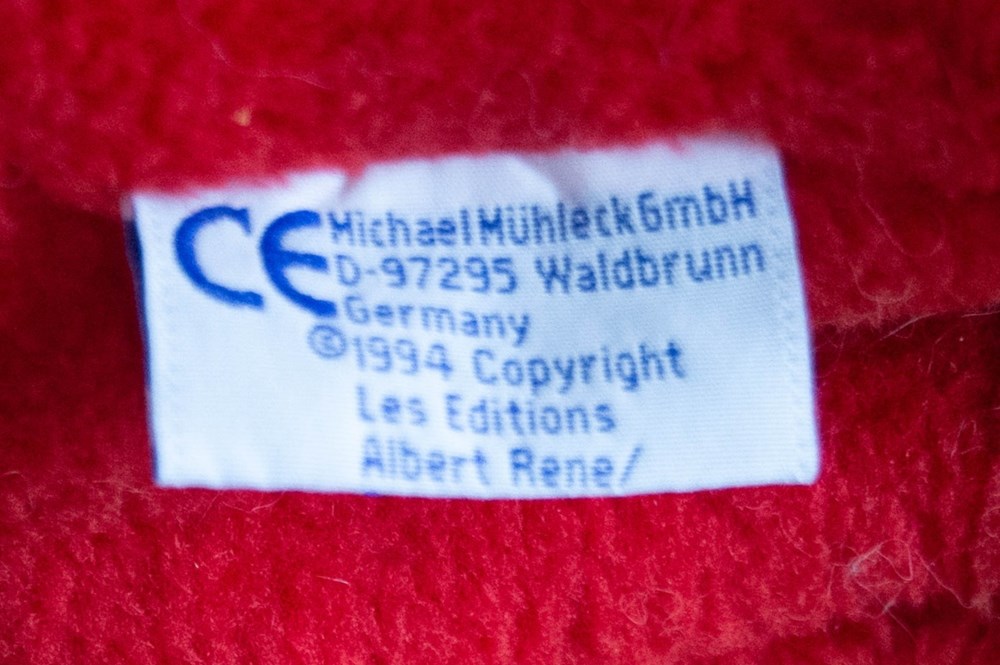 CE MichaelMühleckGmbH
D-97295 Waldbrunn
Germany
©1994 Copyright
Les Editions
Albert Rene/